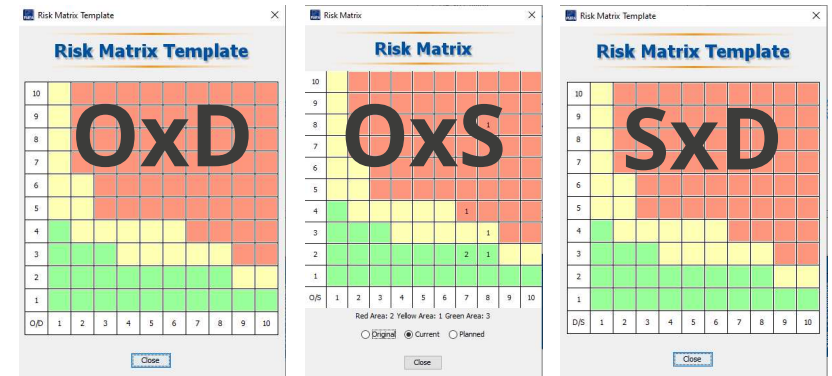 Risk Matrix Template
Risk Matrix Template
10
9
8
7
6
5
4
3
2
1
O/D 1 2 3 4 5 6 7 8 9 10
OxD
Close
Risk Matrix
Risk Matrix
10
9
8 1
7
6
5
4 1
3 1
2 2 1
1
O/S 1 2 3 4 5 6 7 8 9 10
OxS
Red Area: 2 Yellow Area: 1 Green Area: 3
Original Current Planned
Close
Risk Matrix Template
Risk Matrix Template
10
9
8
7
6
5
4
3
2
1
D/S 1 2 3 4 5 6 7 8 9 10
SxD
Close